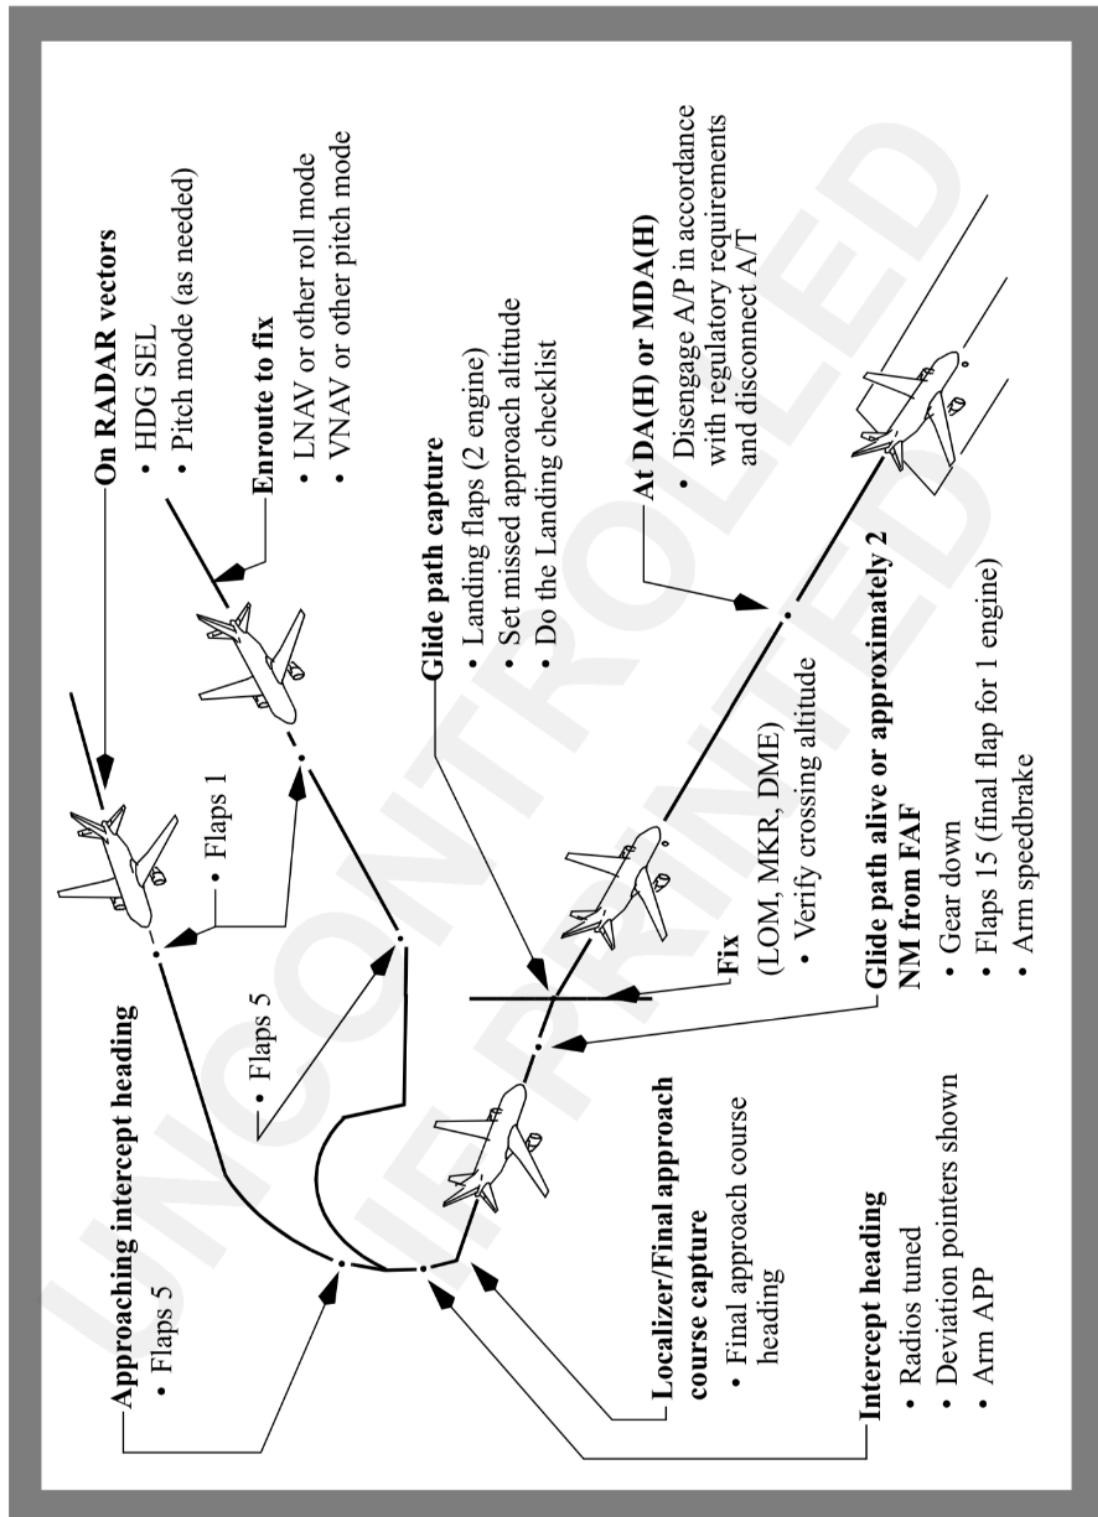 On RADAR vectors
• HDG SEL
• Pitch mode (as needed)
Enroute to fix
• LNAV or other roll mode
• VNAV or other pitch mode
• Flaps 1
Approaching intercept heading
• Flaps 5
• Flaps 5
Glide path capture
• Landing flaps (2 engine)
• Set missed approach altitude
• Do the Landing checklist
Localizer/Final approach
course capture
• Final approach course
heading
Intercept heading
• Radios tuned
• Deviation pointers shown
• Arm APP
Fix
(LOM, MKR, DME)
• Verify crossing altitude
Glide path alive or approximately 2
NM from FAF
• Gear down
• Flaps 15 (final flap for 1 engine)
• Arm speedbrake
At DA(H) or MDA(H)
• Disengage A/P in accordance
with regulatory requirements
and disconnect A/T
UNCONTROLLED
IF PRINTED